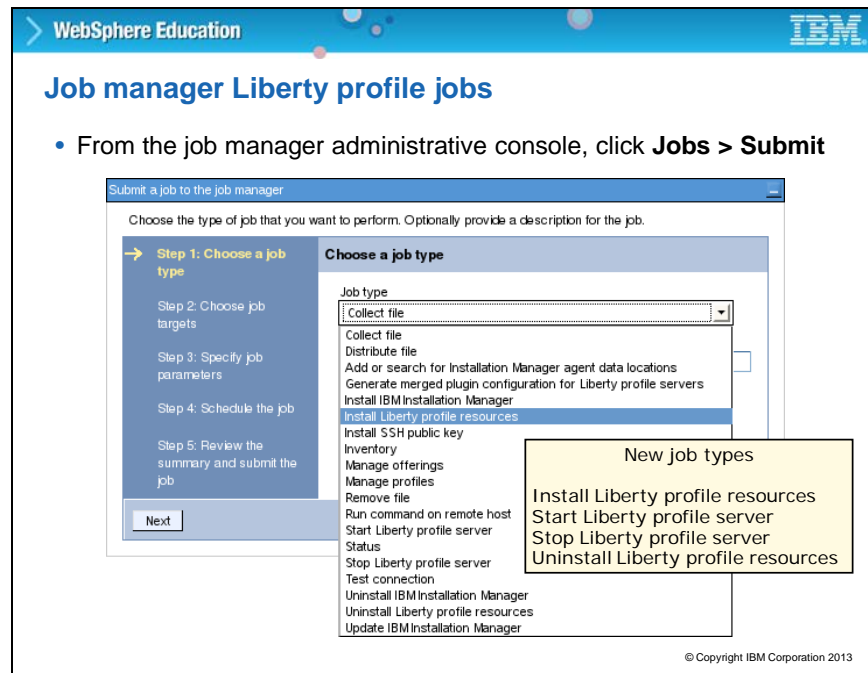 WebSphere Education
IBM
Job manager Liberty profile jobs
• From the job manager administrative console, click Jobs > Submit
Submit a job to the job manager
Choose the type of job that you want to perform. Optionally provide a description for the job.
Step 1: Choose a job
type
Step 2: Choose job
targets
Step 3: Specify job
parameters
Step 4: Schedule the job
Step 5: Review the
summary and submit the
job
Next
Choose a job type
Job type
Collect file
Collect file
Distribute file
Add or search for Installation Manager agent data locations
Generate merged plugin configuration for Liberty profile servers
Install IBM Installation Manager
Install Liberty profile resources
Install SSH public key
Inventory
Manage offerings
Manage profiles
Remove file
Run command on remote host
Start Liberty profile server
Status
Stop Liberty profile server
Test connection
Uninstall IBM Installation Manager
Uninstall Liberty profile resources
Update IBM Installation Manager
New job types
Install Liberty profile resources
Start Liberty profile server
Stop Liberty profile server
Uninstall Liberty profile resources
© Copyright IBM Corporation 2013